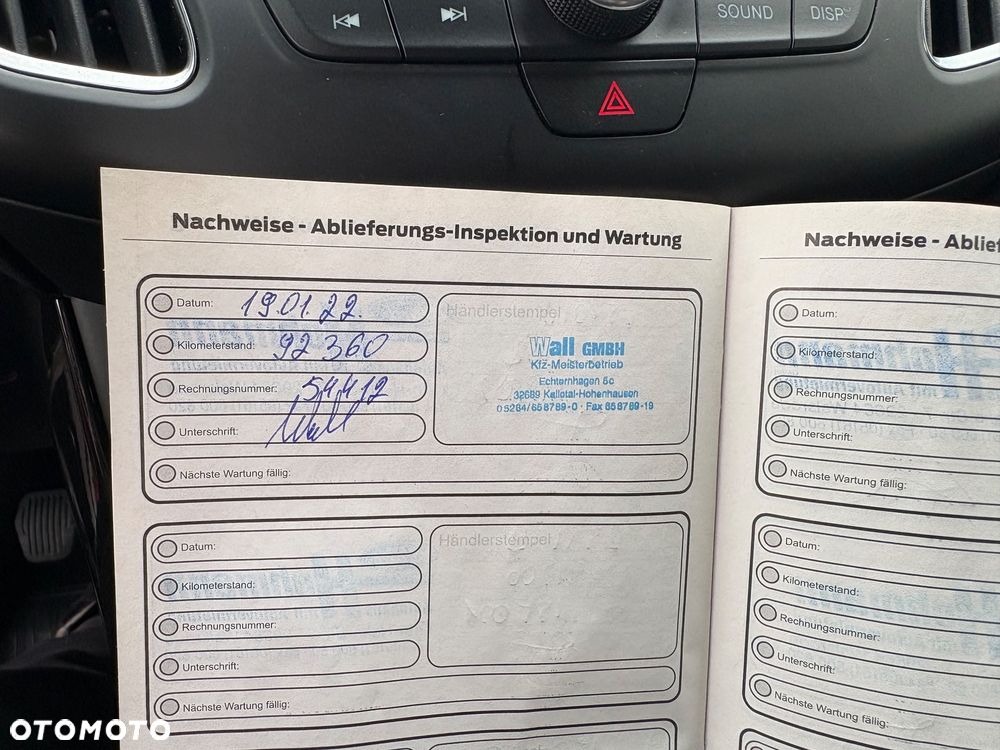 SOUND
DISP
Nachweise - Ablieferungs-Inspektion und Wartung
Datum: 19.01.22.
Kilometerstand: 92 360
Rechnungsnummer: 54412
Unterschrift:
Nächste Wartung fällig:
Händlerstempel
Wall GMBH
Kfz-Meisterbetrieb
Echternhagen 5c
32689 Kalletal-Hohenhausen
05264/658789-0 · Fax 658789-19
Datum:
Kilometerstand:
Rechnungsnummer:
Unterschrift:
Nächste Wartung fällig:
Händlerstempel
Nachweise - Ablief
Datum:
Kilometerstand:
Rechnungsnummer:
Unterschrift:
Nächste Wartung fällig:
Datum:
Kilometerstand:
Rechnungsnummer:
Unterschrift:
Nächste Wartung fällig:
OTOMOTO